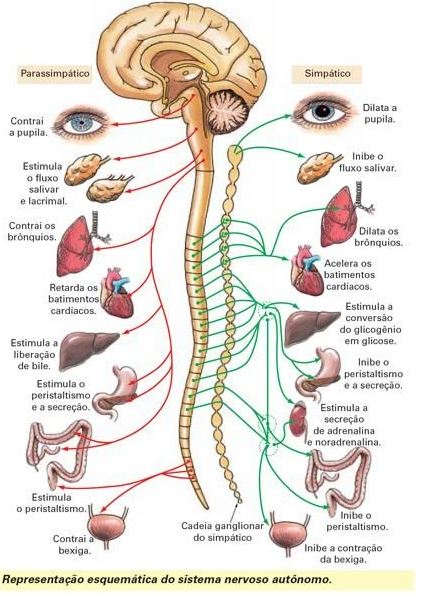 Parassimpático
Contrai
a pupila.
Estimula
o fluxo
salivar
e lacrimal.
Contrai os
brônquios.
Retarda os
batimentos
cardíacos.
Estimula a
liberação
de bile.
Estimula o
peristaltismo
e a secreção.
Estimula
o peristaltismo.
Contrai a
bexiga.
Simpático
Dilata a
pupila.
Inibe o
fluxo salivar.
Dilata os
brônquios.
Acelera os
batimentos
cardíacos.
Estimula a
conversão
do glicogênio
em glicose.
Inibe o
peristaltismo
e a secreção.
Estimula a
secreção
de adrenalina
e noradrenalina.
Inibe o
peristaltismo.
Inibe a contração
da bexiga.
Cadeia ganglionar
do simpático
Representação esquemática do sistema nervoso autônomo.